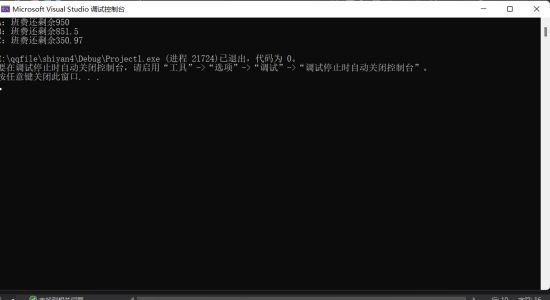 Microsoft Visual Studio 调试控制台
: 班费还剩余950
: 班费还剩余851.5
: 班费还剩余350.97
:\qqfile\shiyan4\Debug\Project1.exe (进程 21724)已退出，代码为 0。
要在调试停止时自动关闭控制台，请启用“工具”->“选项”->“调试”->“调试停止时自动关闭控制台”。
按任意键关闭此窗口. . .